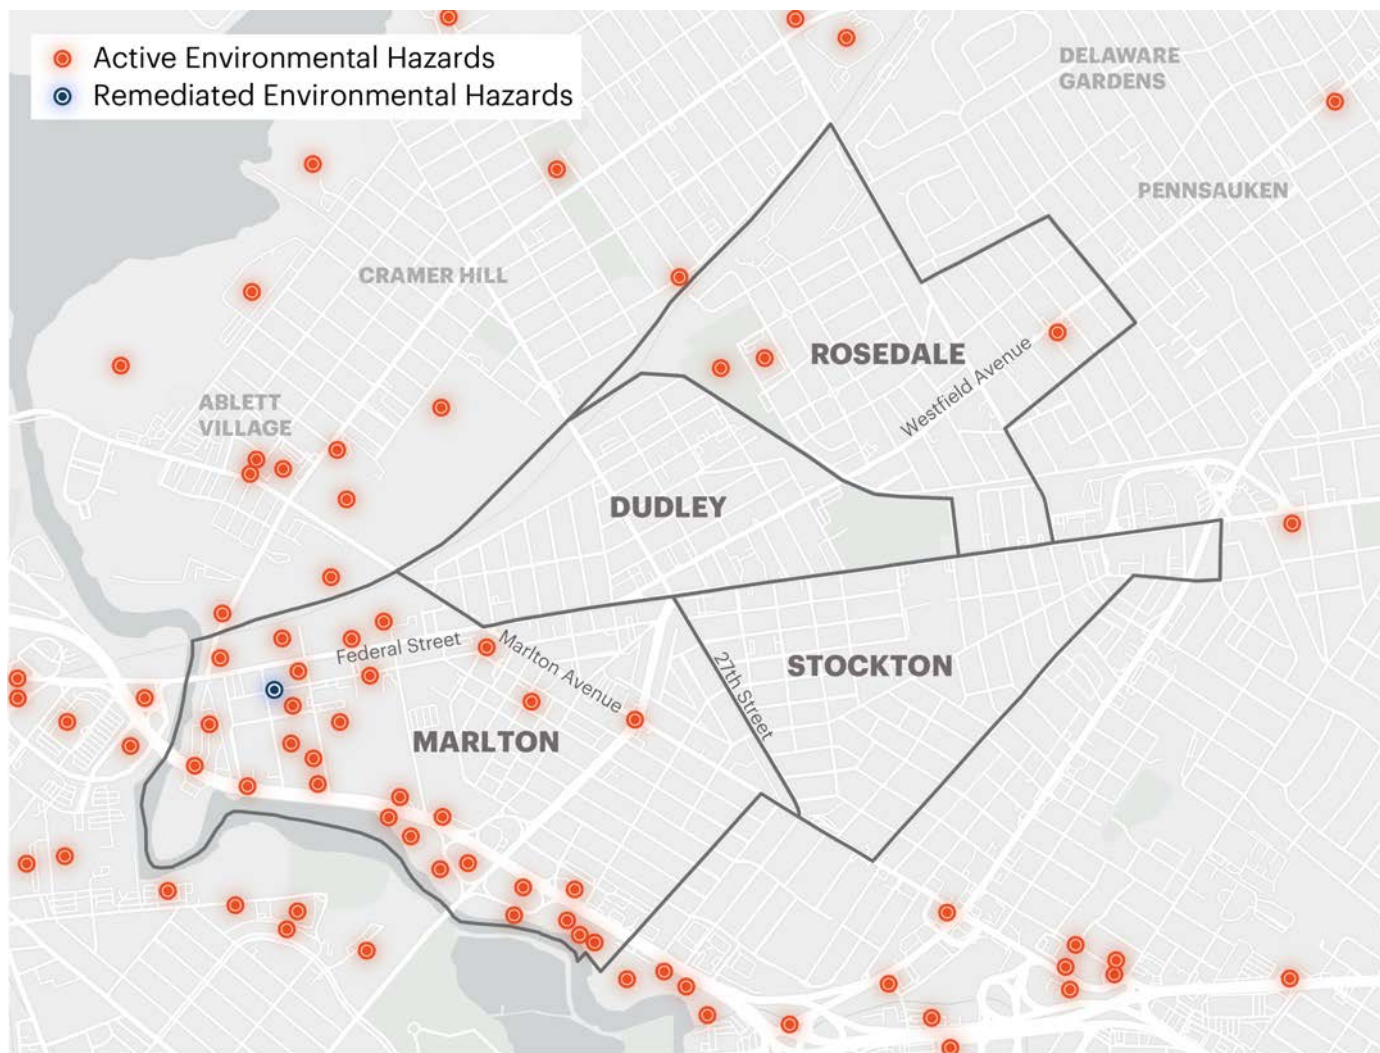 Active Environmental Hazards
Remediated Environmental Hazards
DELAWARE
GARDENS
PENNSAUKEN
CRAMER HILL
ROSEDALE
Westfield Avenue
ABLETT
VILLAGE
DUDLEY
Federal Street
Marlton Avenue
27th Street
STOCKTON
MARLTON